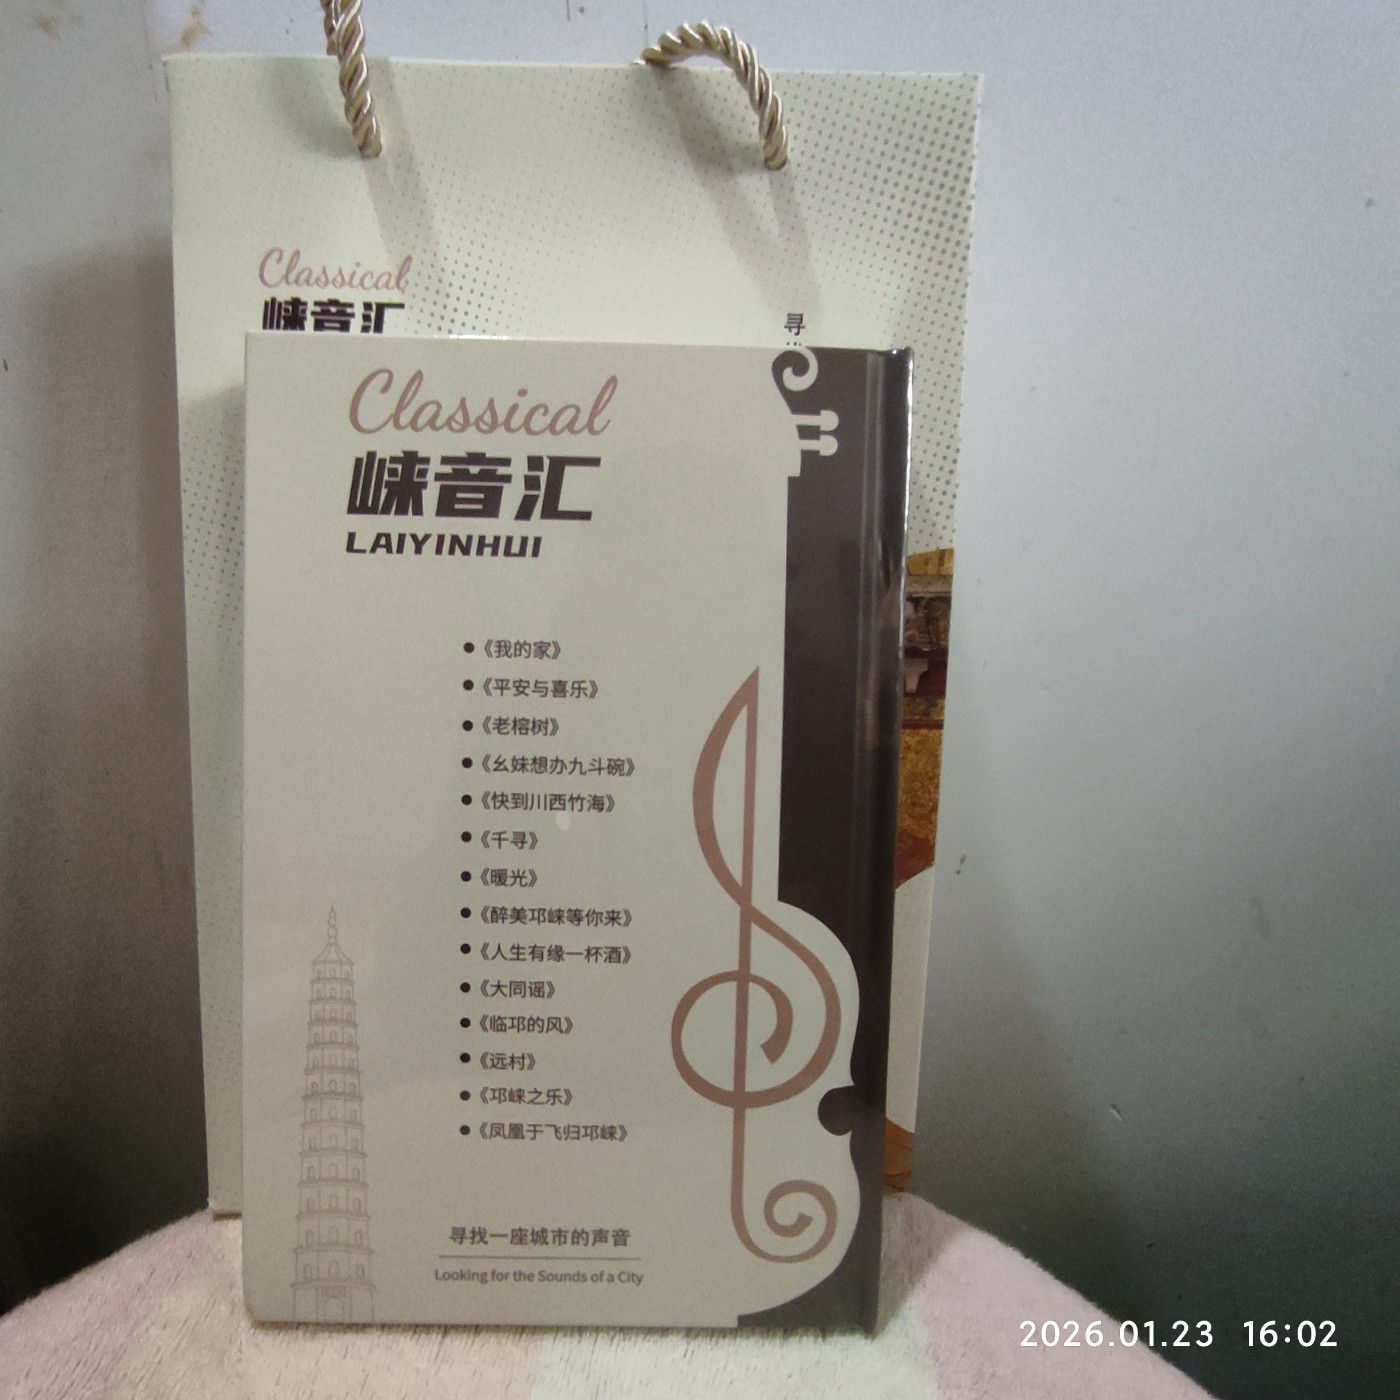 Classical
崃音汇
寻
Classical
崃音汇
LAIYINHUI
●《我的家》
●《平安与喜乐》
●《老榕树》
●《幺妹想办九斗碗》
●《快到川西竹海》
●《千寻》
●《暖光》
●《醉美邛崃等你来》
●《人生有缘一杯酒》
●《大同谣》
●《临邛的风》
●《远村》
●《邛崃之乐》
●《凤凰于飞归邛崃》
寻找一座城市的声音
Looking for the Sounds of a City
2026.01.23 16:02